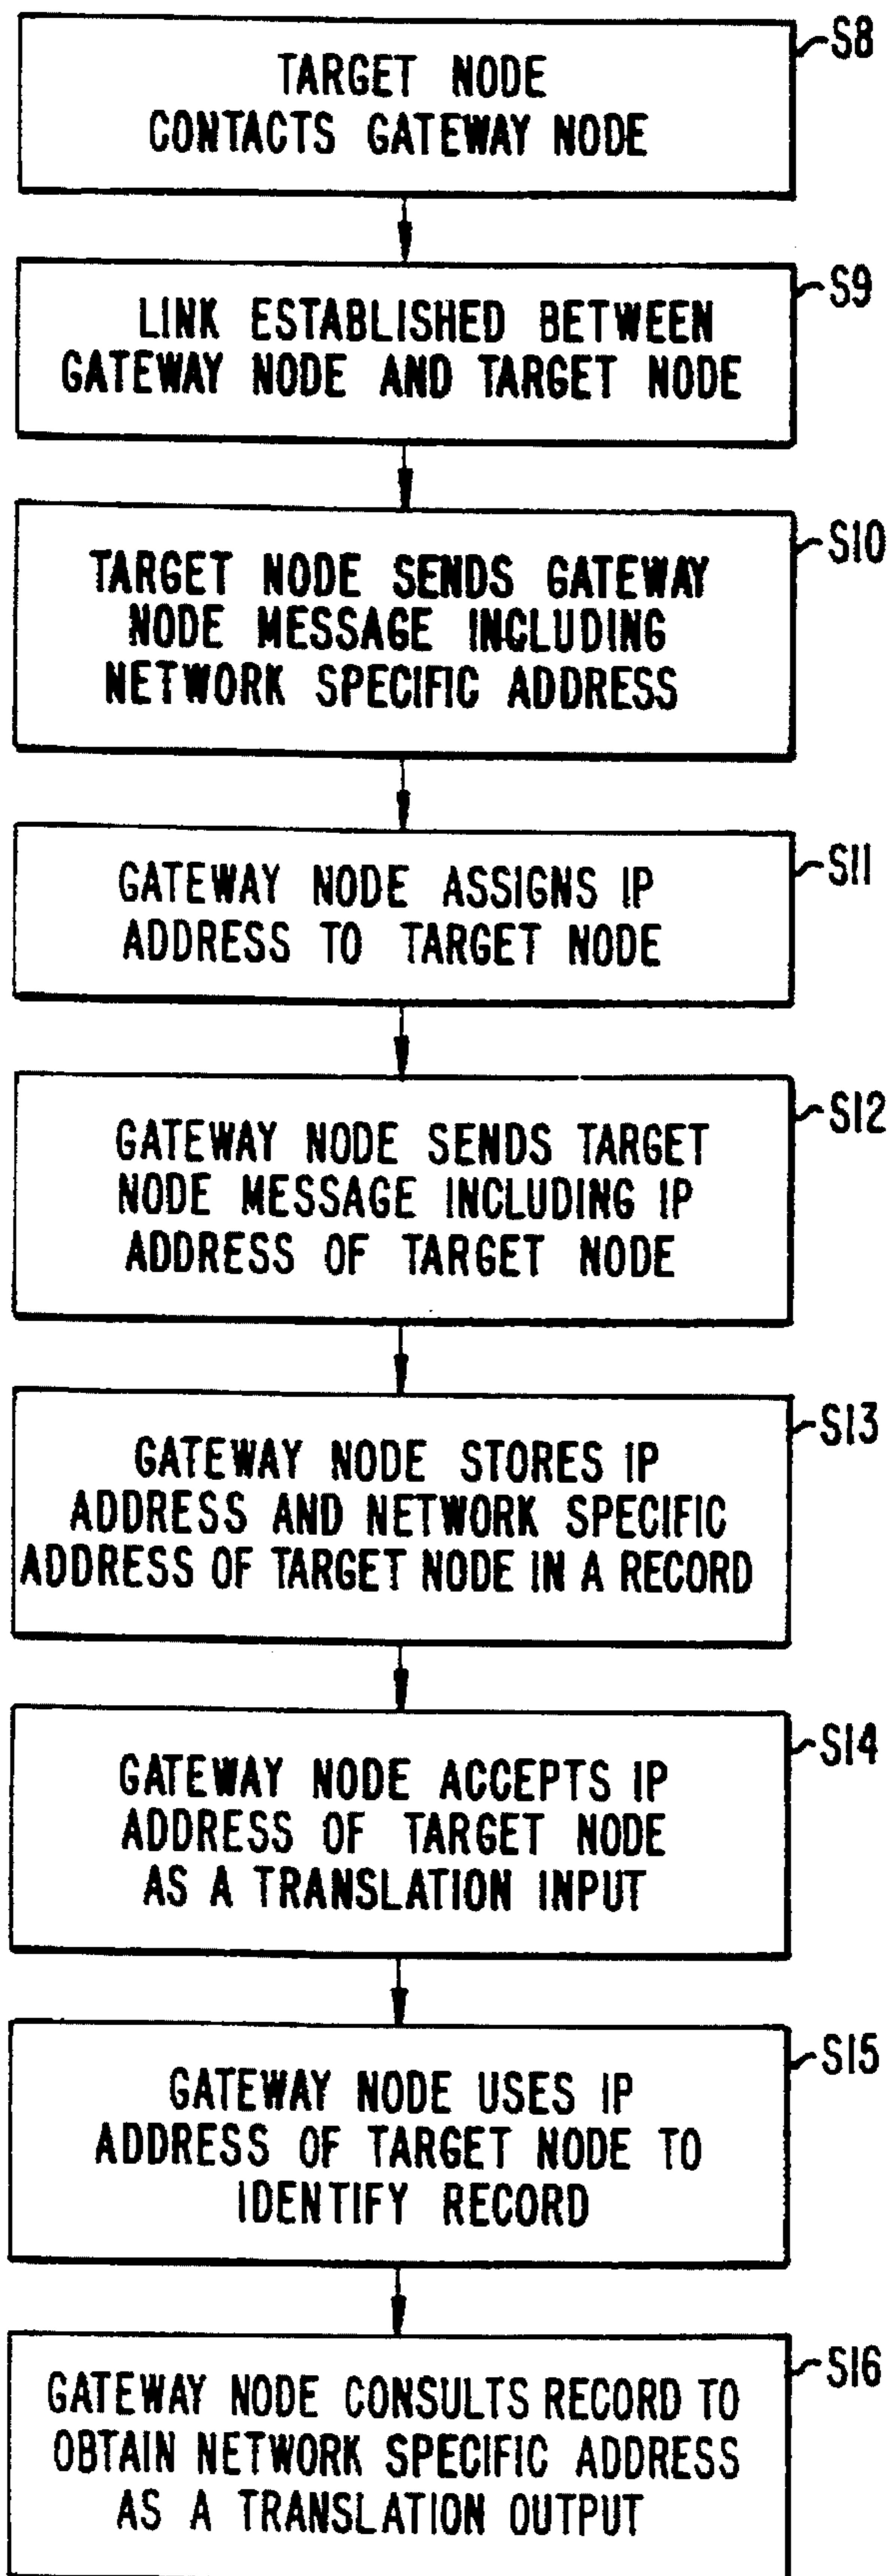 S8
TARGET NODE
CONTACTS GATEWAY NODE
S9
LINK ESTABLISHED BETWEEN
GATEWAY NODE AND TARGET NODE
S10
TARGET NODE SENDS GATEWAY
NODE MESSAGE INCLUDING
NETWORK SPECIFIC ADDRESS
S11
GATEWAY NODE ASSIGNS IP
ADDRESS TO TARGET NODE
S12
GATEWAY NODE SENDS TARGET
NODE MESSAGE INCLUDING IP
ADDRESS OF TARGET NODE
S13
GATEWAY NODE STORES IP
ADDRESS AND NETWORK SPECIFIC
ADDRESS OF TARGET NODE IN A RECORD
S14
GATEWAY NODE ACCEPTS IP
ADDRESS OF TARGET NODE
AS A TRANSLATION INPUT
S15
GATEWAY NODE USES IP
ADDRESS OF TARGET NODE TO
IDENTIFY RECORD
S16
GATEWAY NODE CONSULTS RECORD TO
OBTAIN NETWORK SPECIFIC ADDRESS
AS A TRANSLATION OUTPUT